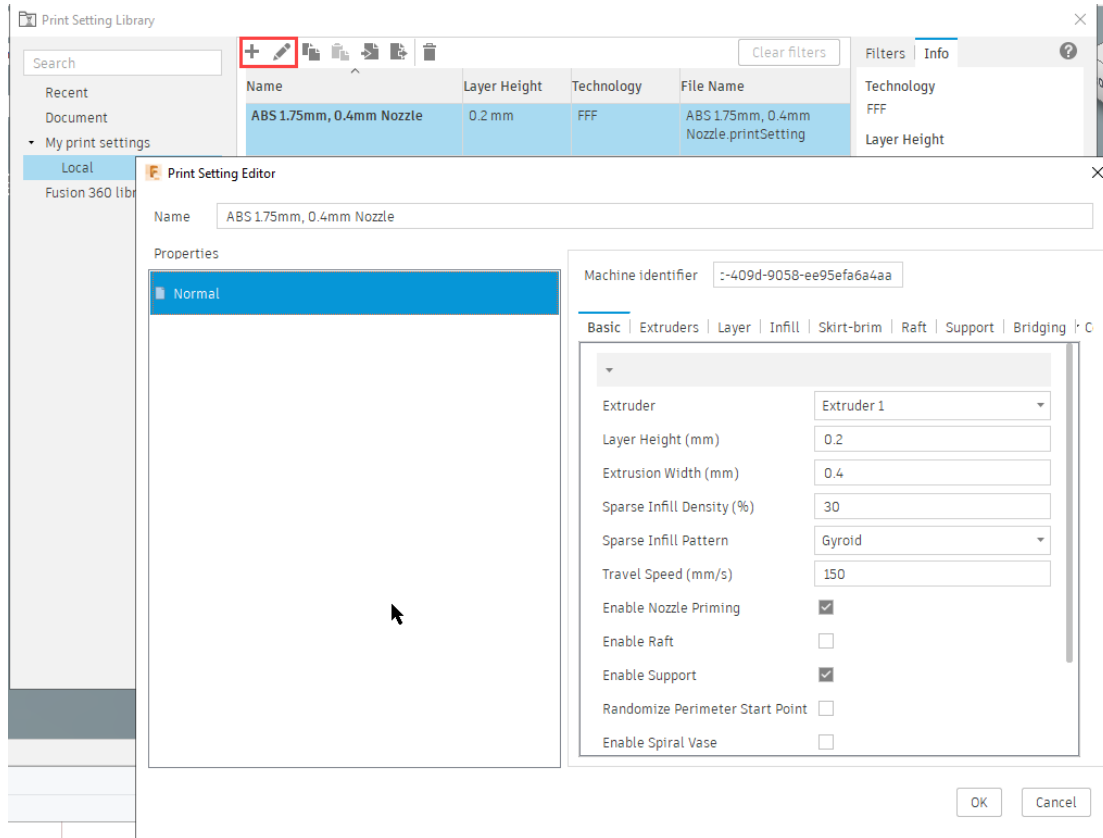 Print Setting Library
Search
Recent
Document
My print settings
Local
Fusion 360 libr
Clear filters
Name Layer Height Technology File Name
ABS 1.75mm, 0.4mm Nozzle 0.2 mm FFF ABS 1.75mm, 0.4mm
Nozzle.printSetting
Filters Info
Technology
FFF
Layer Height
Print Setting Editor
Name ABS 1.75mm, 0.4mm Nozzle
Properties
Normal
Machine identifier :-409d-9058-ee95efa6a4aa
Basic Extruders Layer Infill Skirt-brim Raft Support Bridging C
Extruder Extruder 1
Layer Height (mm) 0.2
Extrusion Width (mm) 0.4
Sparse Infill Density (%) 30
Sparse Infill Pattern Gyroid
Travel Speed (mm/s) 150
Enable Nozzle Priming
Enable Raft
Enable Support
Randomize Perimeter Start Point
Enable Spiral Vase
OK Cancel